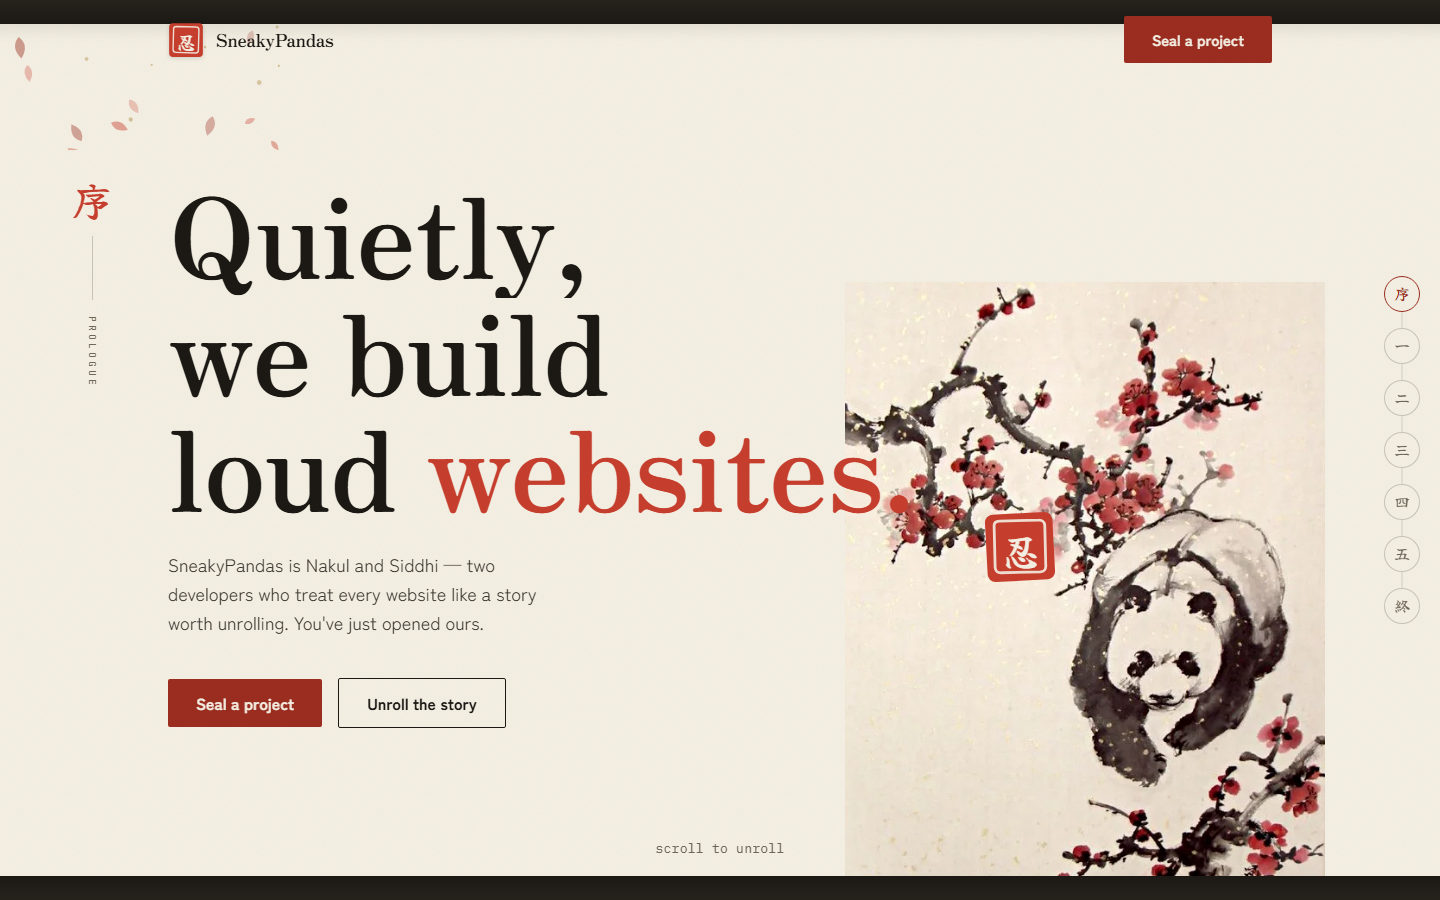 忍
SneakyPandas
Seal a project
序
PROLOGUE
Quietly,
we build
loud websites.
忍
SneakyPandas is Nakul and Siddhi — two
developers who treat every website like a story
worth unrolling. You've just opened ours.
Seal a project
Unroll the story
scroll to unroll
序
一
二
三
四
五
終